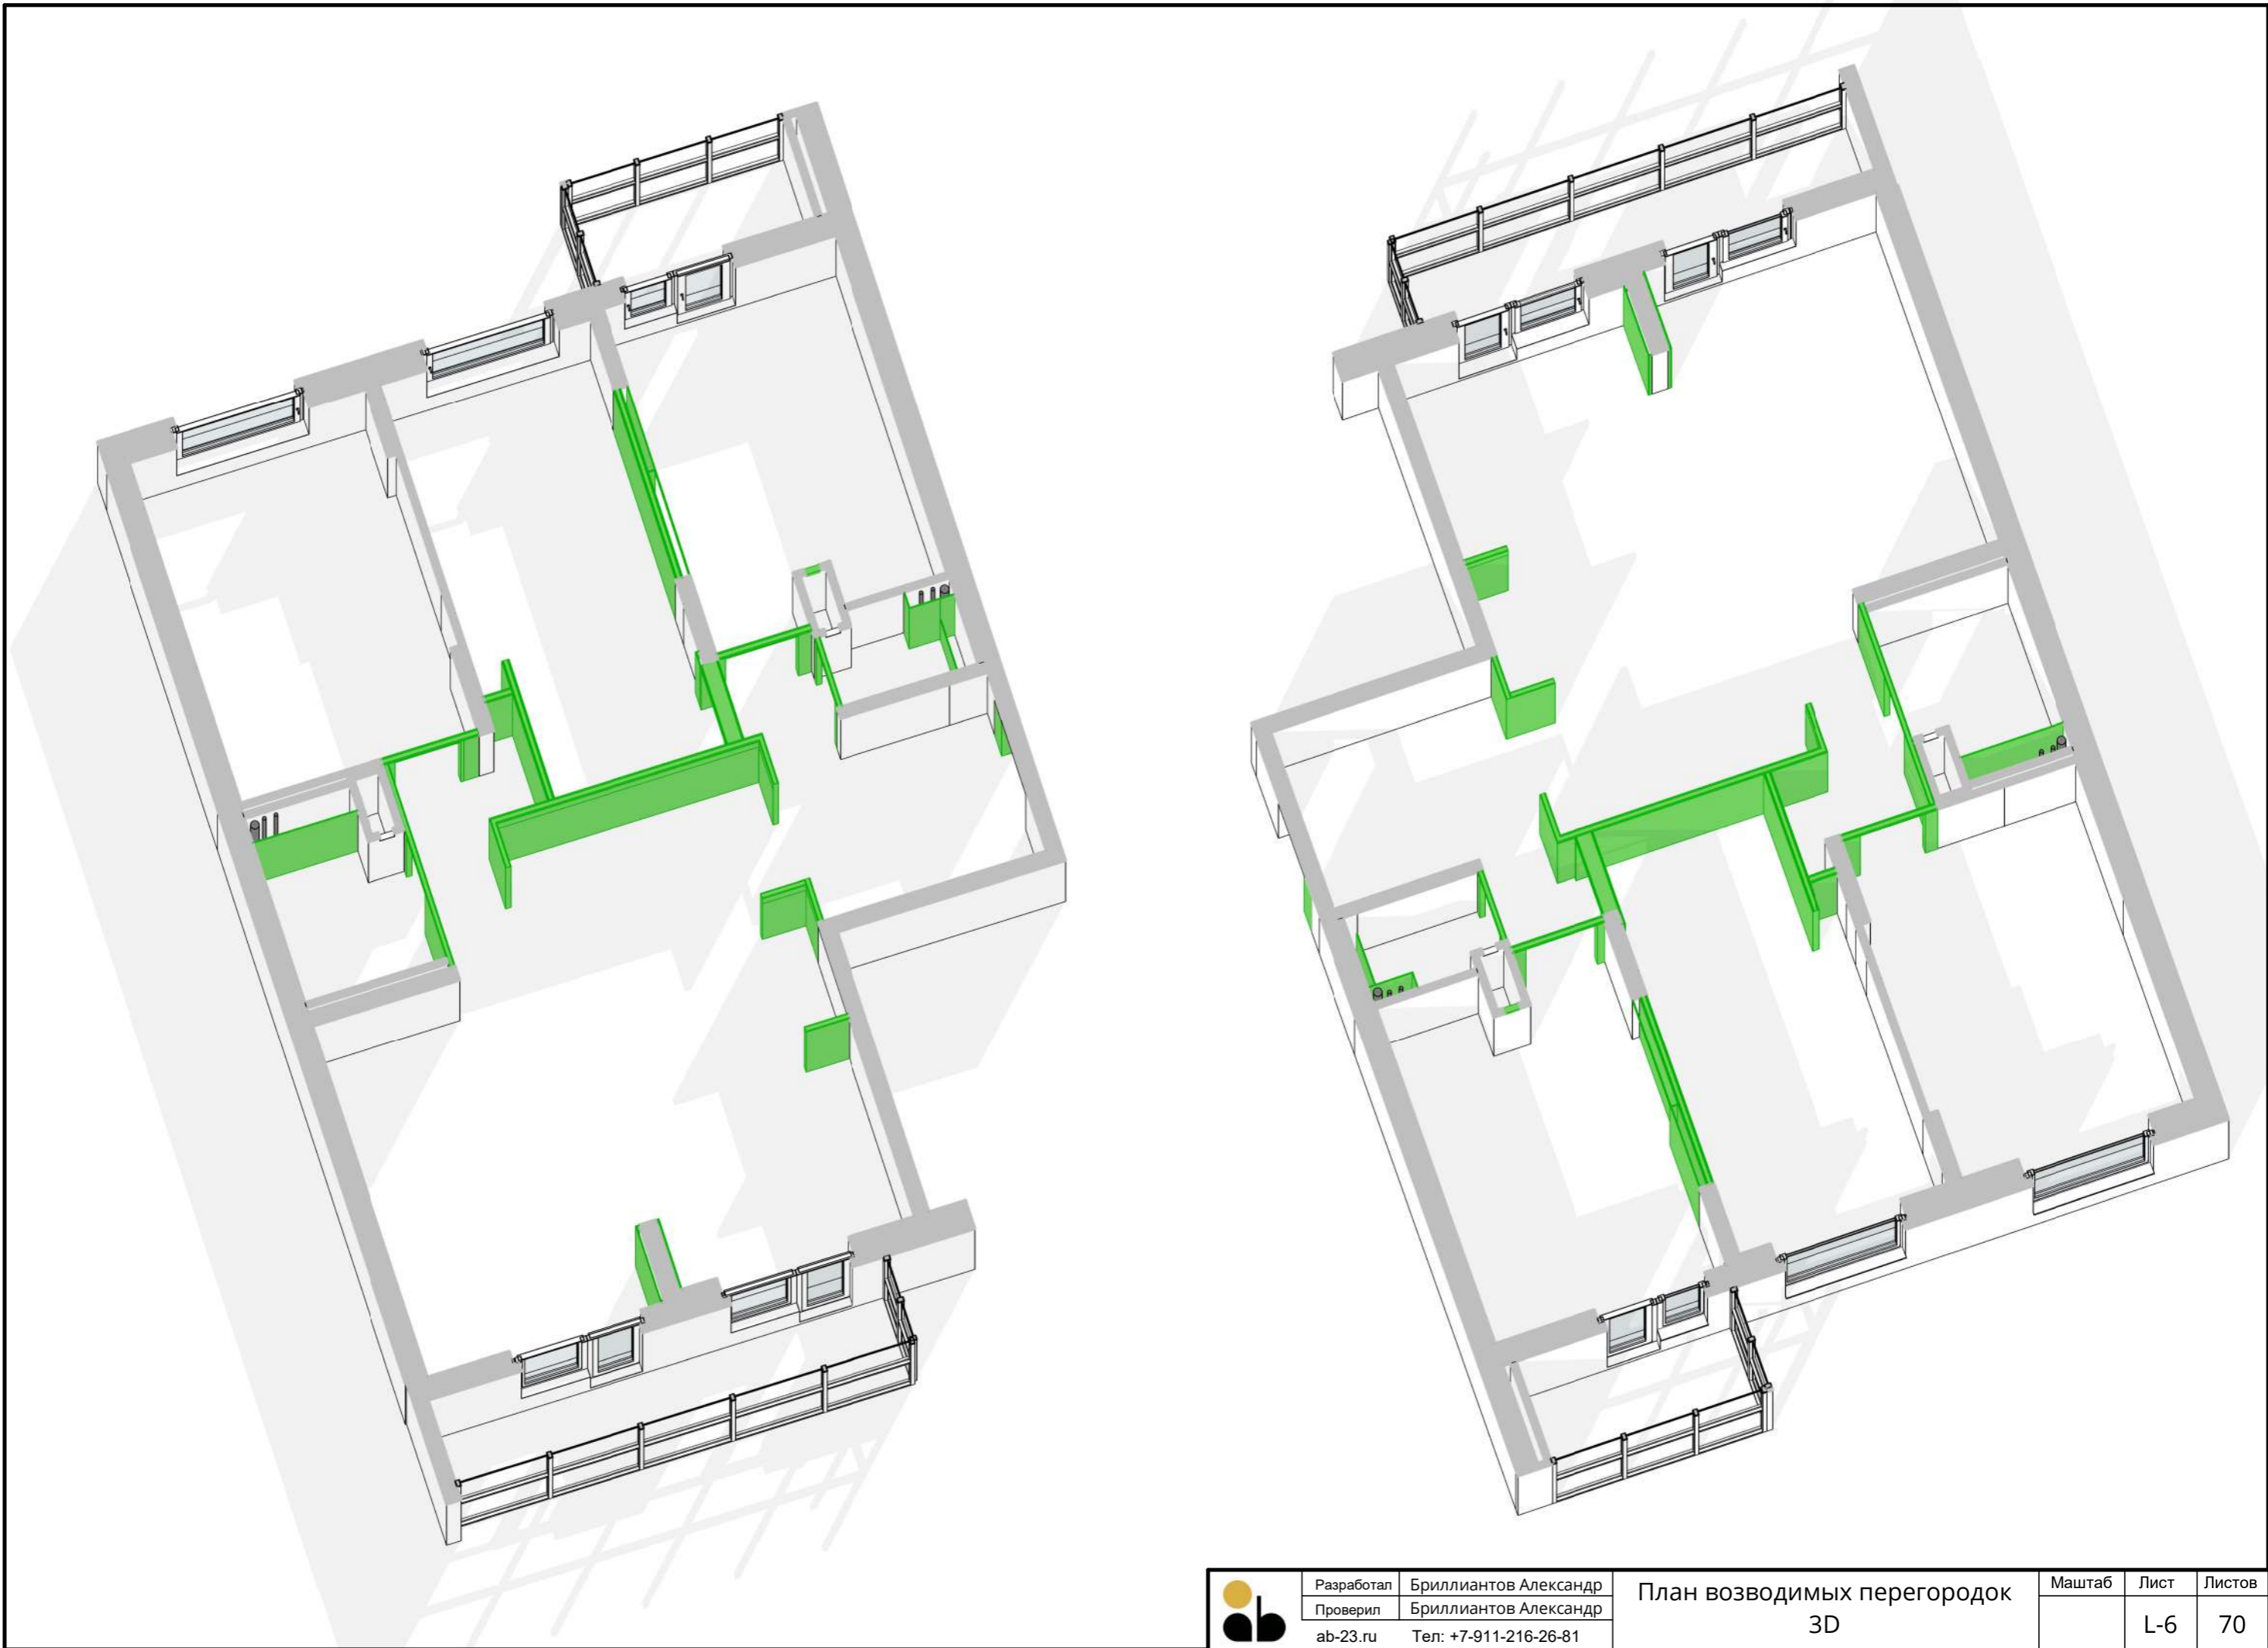 ab
Разработал Бриллиантов Александр
Проверил Бриллиантов Александр
ab-23.ru Тел: +7-911-216-26-81
План возводимых перегородок
3D
Маштаб Лист Листов
L-6 70